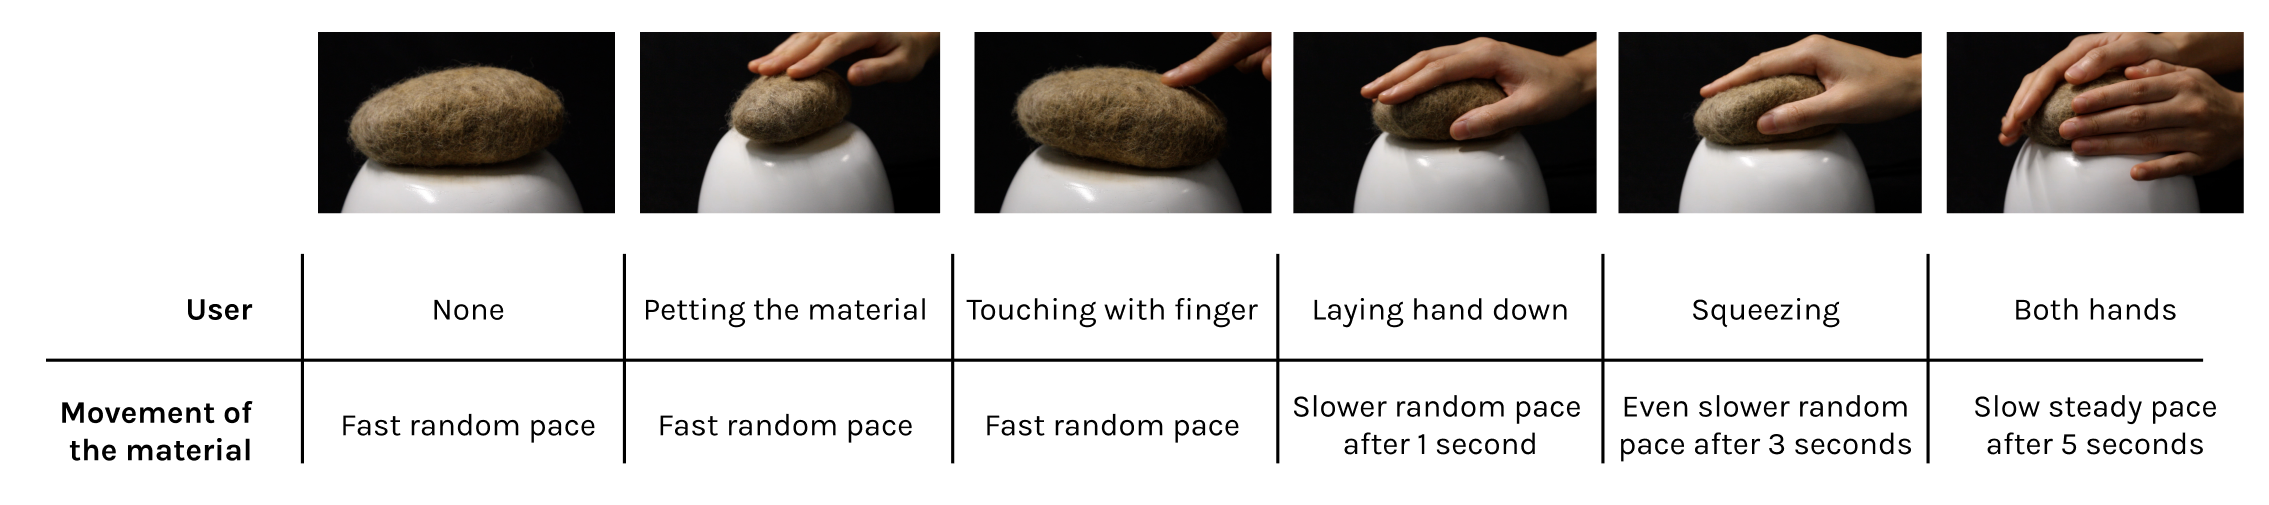 User
None
Petting the material
Touching with finger
Laying hand down
Squeezing
Both hands
Movement of
the material
Fast random pace
Fast random pace
Fast random pace
Slower random pace
after 1 second
Even slower random
pace after 3 seconds
Slow steady pace
after 5 seconds